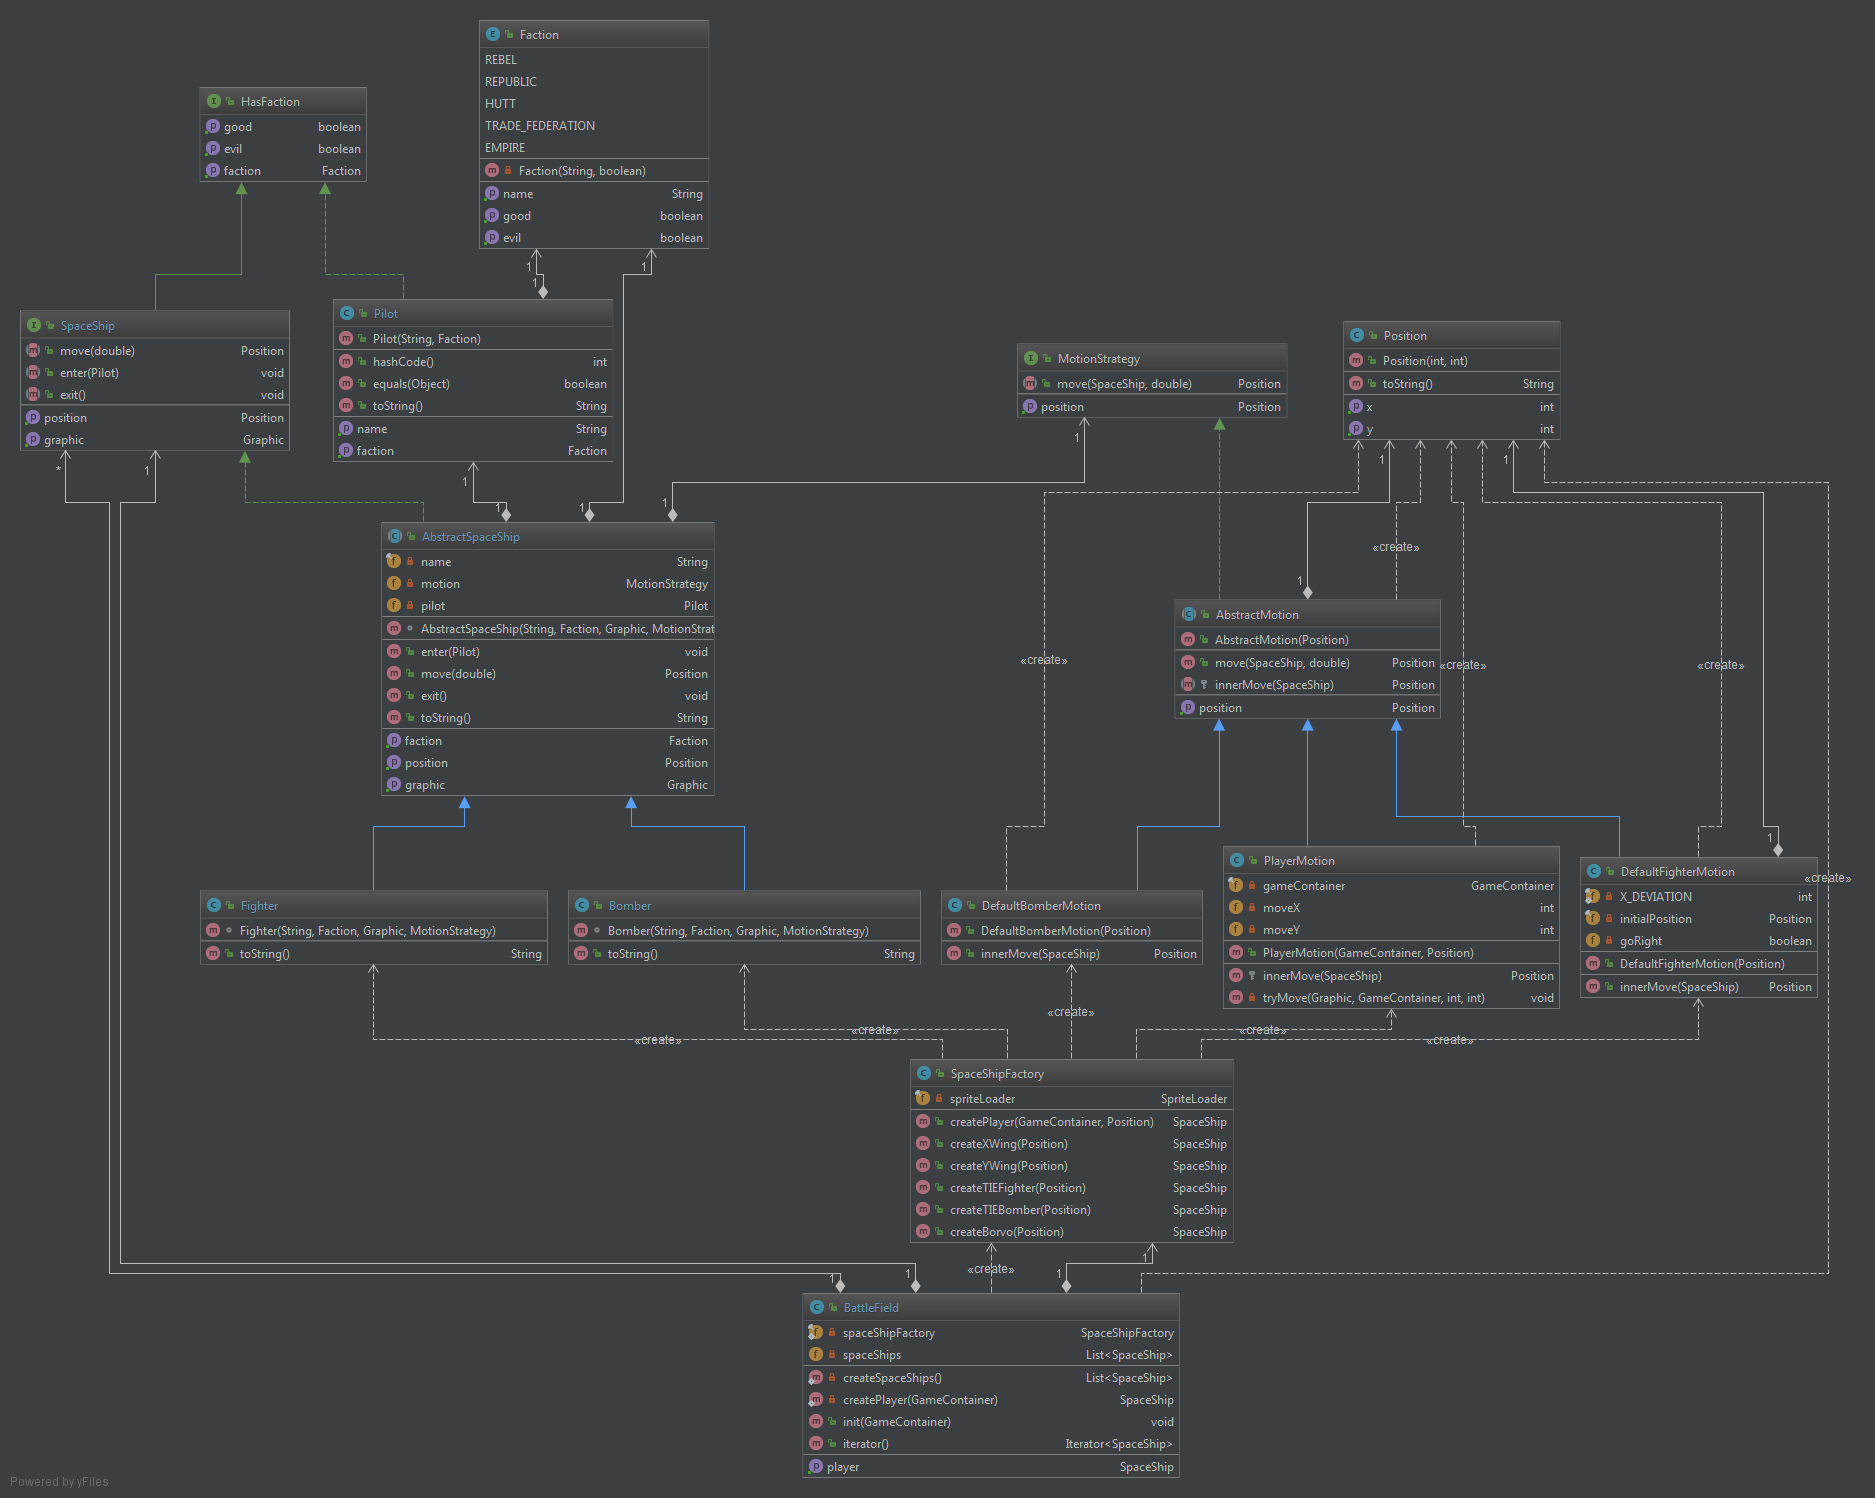 Faction
REBEL
REPUBLIC
HUTT
TRADE_FEDERATION
EMPIRE
Faction(String, boolean)
name String
good boolean
evil boolean
HasFaction
good boolean
evil boolean
faction Faction
1
1
1
SpaceShip
move(double) Position
enter(Pilot) void
exit() void
position Position
graphic Graphic
*
1
Pilot
Pilot(String, Faction)
hashCode() int
equals(Object) boolean
toString() String
name String
faction Faction
1
1
1
1
MotionStrategy
move(SpaceShip, double) Position
position Position
1
Position
Position(int, int)
toString() String
x int
y int
1
1
AbstractSpaceShip
name String
motion MotionStrategy
pilot Pilot
AbstractSpaceShip(String, Faction, Graphic, MotionStrat
enter(Pilot) void
move(double) Position
exit() void
toString() String
faction Faction
position Position
graphic Graphic
«create»
«create»
1
AbstractMotion
AbstractMotion(Position)
move(SpaceShip, double) Position
innerMove(SpaceShip) Position
position Position
«create»
«create»
1
«create»
Fighter
Fighter(String, Faction, Graphic, MotionStrategy)
toString() String
Bomber
Bomber(String, Faction, Graphic, MotionStrategy)
toString() String
DefaultBomberMotion
DefaultBomberMotion(Position)
innerMove(SpaceShip) Position
PlayerMotion
gameContainer GameContainer
moveX int
moveY int
PlayerMotion(GameContainer, Position)
innerMove(SpaceShip) Position
tryMove(Graphic, GameContainer, int, int) void
DefaultFighterMotion
X_DEVIATION int
initialPosition Position
goRight boolean
DefaultFighterMotion(Position)
innerMove(SpaceShip) Position
«create»
«create»
«create»
«create»
«create»
SpaceShipFactory
spriteLoader SpriteLoader
createPlayer(GameContainer, Position) SpaceShip
createXWing(Position) SpaceShip
createYWing(Position) SpaceShip
createTIEFighter(Position) SpaceShip
createTIEBomber(Position) SpaceShip
createBorvo(Position) SpaceShip
1
«create»
1
1
1
BattleField
spaceShipFactory SpaceShipFactory
spaceShips List<SpaceShip>
createSpaceShips() List<SpaceShip>
createPlayer(GameContainer) SpaceShip
init(GameContainer) void
iterator() Iterator<SpaceShip>
player SpaceShip
Powered by yFiles